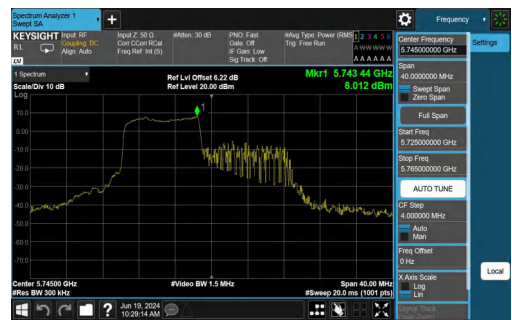 Spectrum Analyzer 1
Swept SA
Frequency
KEYSIGHT
RL
Input: RF
Coupling: DC
Align: Auto
Input Z: 50 Ω
Corr CCorr RCal
Freq Ref: Int (S)
#Atten: 30 dB
PNO: Fast
Gate: Off
IF Gain: Low
Sig Track: Off
#Avg Type: Power (RMS)
Trig: Free Run
1 2 3 4 5 6
A W W W W W
A A A A A A
LXI
1 Spectrum
Scale/Div 10 dB
Log
Ref Lvl Offset 6.22 dB
Ref Level 20.00 dBm
Mkr1 5.743 44 GHz
8.012 dBm
1
10.0
0.00
-10.0
-20.0
-30.0
-40.0
-50.0
-60.0
-70.0
Center 5.74500 GHz
#Res BW 300 kHz
#Video BW 1.5 MHz
Span 40.00 MHz
#Sweep 20.0 ms (1001 pts)
Jun 19, 2024
10:29:14 AM
Center Frequency
5.745000000 GHz
Span
40.0000000 MHz
Swept Span
Zero Span
Full Span
Start Freq
5.725000000 GHz
Stop Freq
5.765000000 GHz
AUTO TUNE
CF Step
4.000000 MHz
Auto
Man
Freq Offset
0 Hz
X Axis Scale
Log
Lin
Signal Track
Settings
Local